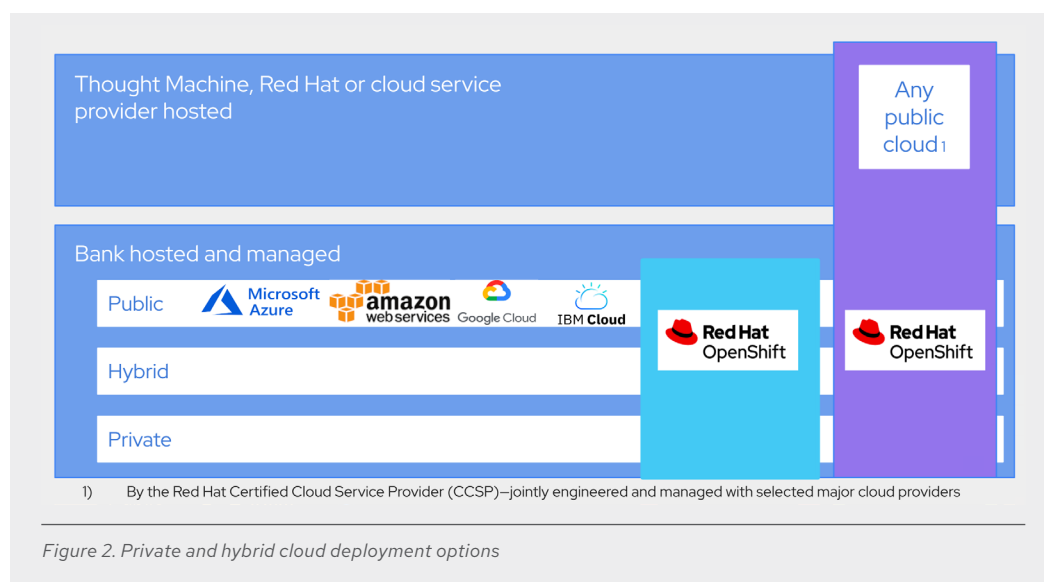 Thought Machine, Red Hat or cloud service
provider hosted
Any
public
cloud 1
Bank hosted and managed
Public
Microsoft
Azure
amazon
webservices
Google Cloud
IBM Cloud
Red Hat
OpenShift
Red Hat
OpenShift
Hybrid
Private
1) By the Red Hat Certified Cloud Service Provider (CCSP)—jointly engineered and managed with selected major cloud providers
Figure 2. Private and hybrid cloud deployment options